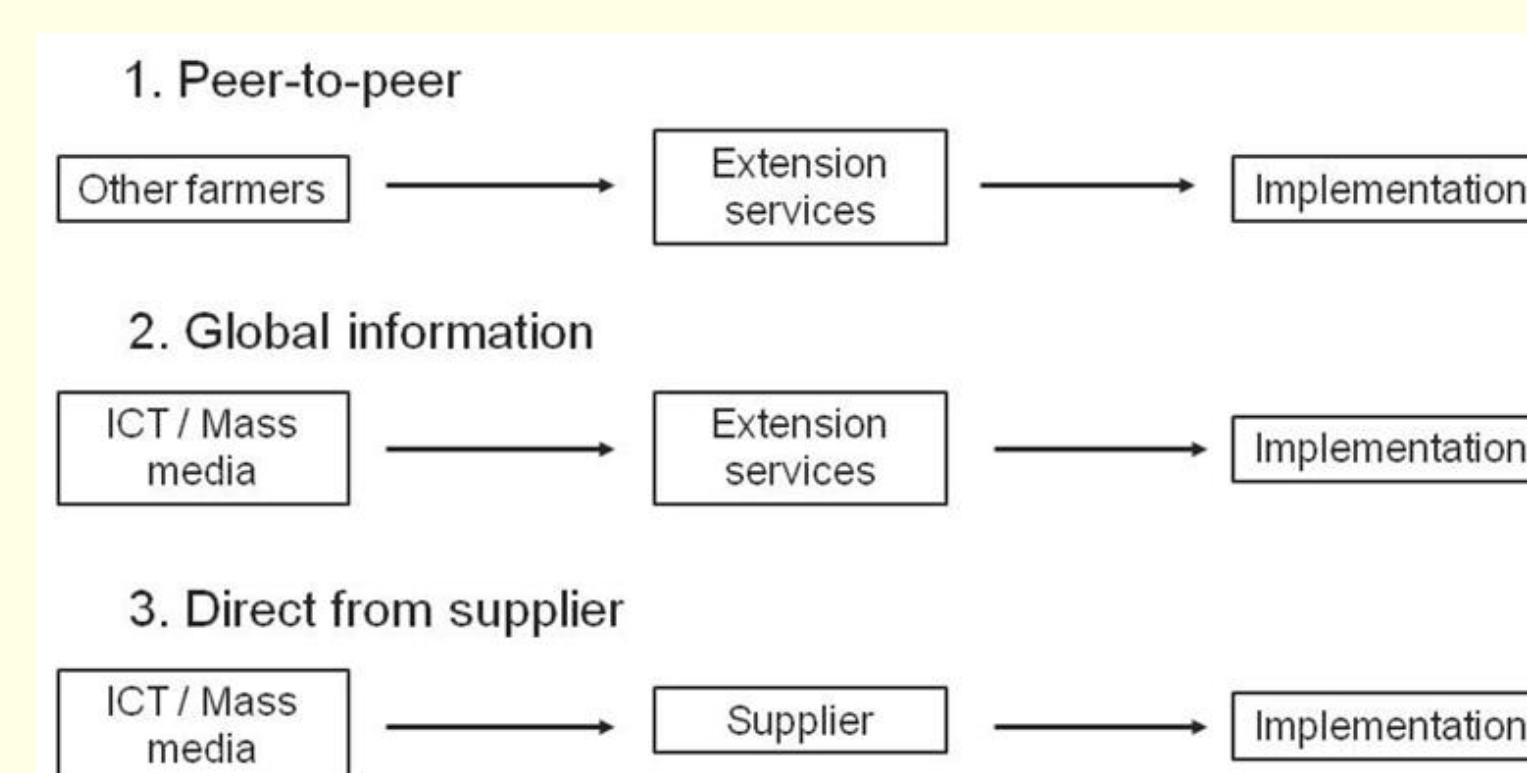 1. Peer-to-peer
Other farmers
Extension
services
Implementation
2. Global information
ICT / Mass
media
Extension
services
Implementation
3. Direct from supplier
ICT / Mass
media
Supplier
Implementation